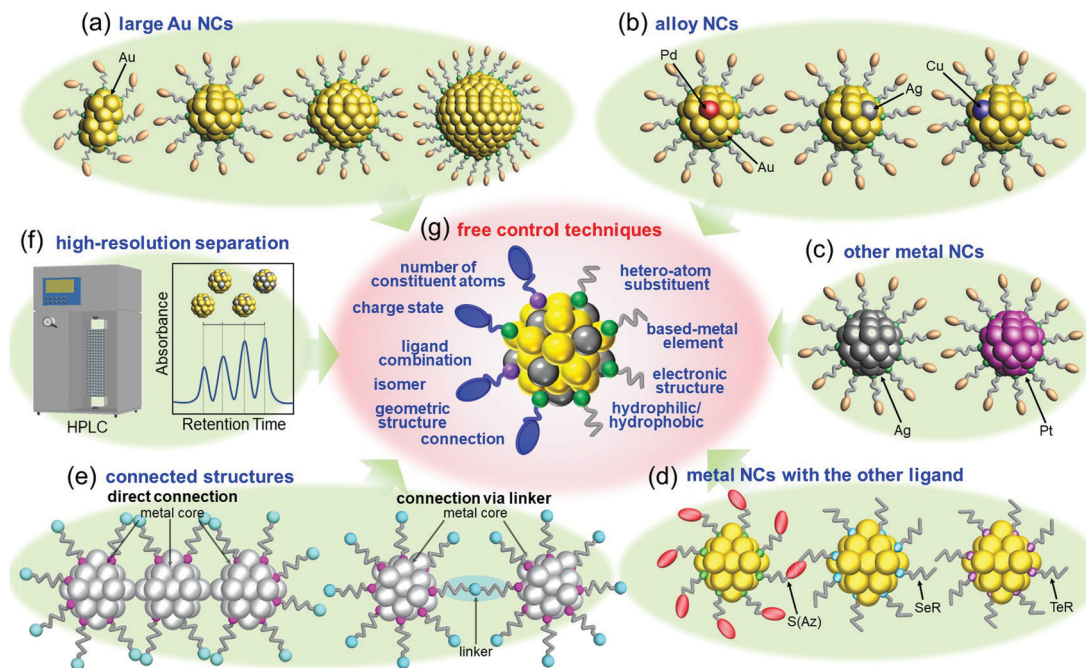 (a) large Au NCs
Au
(b) alloy NCs
Pd
Ag
Cu
Au
(f) high-resolution separation
Absorbance
HPLC
Retention Time
(g) free control techniques
number of
constituent atoms
charge state
ligand
combination
isomer
geometric
structure
connection
hetero-atom
substituent
based-metal
element
electronic
structure
hydrophilic/
hydrophobic
(c) other metal NCs
Ag
Pt
(e) connected structures
direct connection
metal core
connection via linker
metal core
linker
(d) metal NCs with the other ligand
S(Az)
SeR
TeR